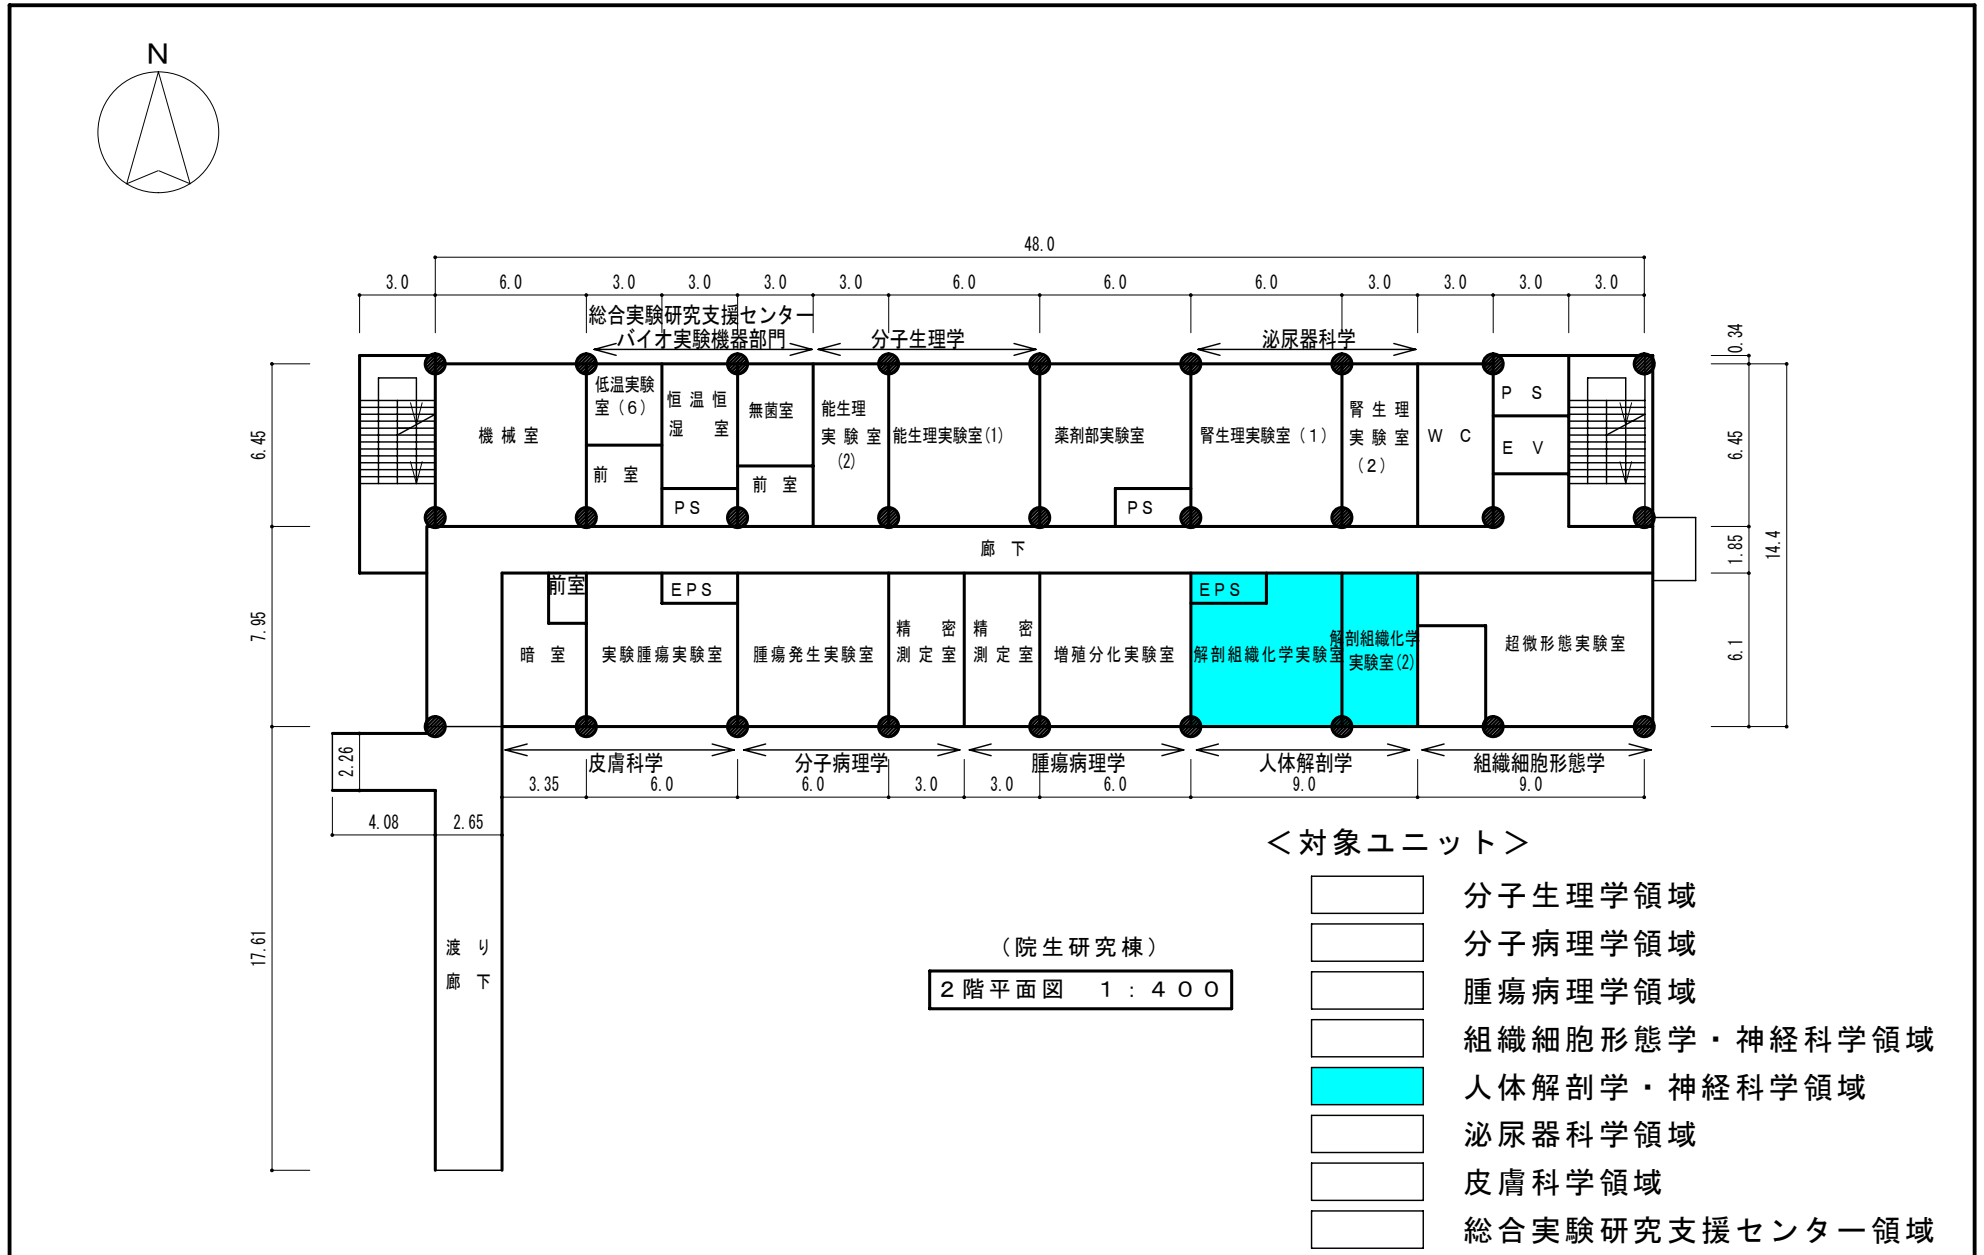 N
48.0
3.0 6.0 3.0 3.0 3.0 3.0 6.0 6.0 6.0 3.0 3.0 3.0 3.0
総合実験研究支援センター
バイオ実験機器部門
分子生理学
泌尿器科学
0.34
6.45
7.95
17.61
6.45
1.85
14.4
6.1
機械室
低温実験
室(6)
前室
恒温恒
湿室
PS
無菌室
前室
能生理
実験室
(2)
能生理実験室(1)
薬剤部実験室
PS
腎生理実験室(1)
腎生理
実験室
(2)
WC
PS
EV
廊下
前室
暗室
EPS
実験腫瘍実験室
腫瘍発生実験室
精密
測定室
精密
測定室
増殖分化実験室
EPS
解剖組織化学実験室
解剖組織化学
実験室(2)
超微形態実験室
皮膚科学
分子病理学
腫瘍病理学
人体解剖学
組織細胞形態学
3.35 6.0 6.0 3.0 3.0 6.0 9.0 9.0
2.26
4.08 2.65
渡り
廊下
(院生研究棟)
2階平面図 1:400
<対象ユニット>
分子生理学領域
分子病理学領域
腫瘍病理学領域
組織細胞形態学・神経科学領域
人体解剖学・神経科学領域
泌尿器科学領域
皮膚科学領域
総合実験研究支援センター領域